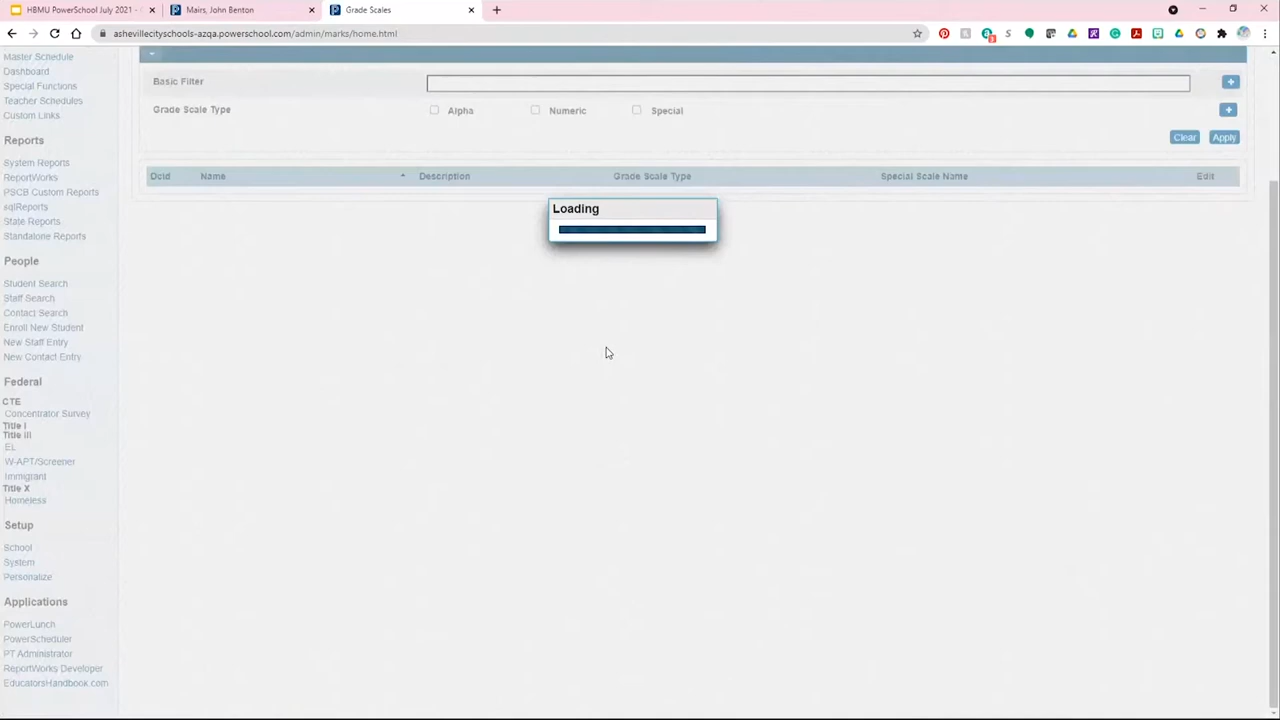 HBMU PowerSchool July 2021 -
Mairs, John Benton
Grade Scales
ashevillecityschools-azqa.powerschool.com/admin/marks/home.html
Master Schedule
Dashboard
Special Functions
Teacher Schedules
Custom Links
Reports
System Reports
ReportWorks
PSCB Custom Reports
sqlReports
State Reports
Standalone Reports
People
Student Search
Staff Search
Contact Search
Enroll New Student
New Staff Entry
New Contact Entry
Federal
CTE
Concentrator Survey
Title I
Title III
EL
W-APT/Screener
Immigrant
Title X
Homeless
Setup
School
System
Personalize
Applications
PowerLunch
PowerScheduler
PT Administrator
ReportWorks Developer
EducatorsHandbook.com
Basic Filter
Grade Scale Type Alpha Numeric Special
Clear Apply
Dcid Name Description Grade Scale Type Special Scale Name Edit
Loading